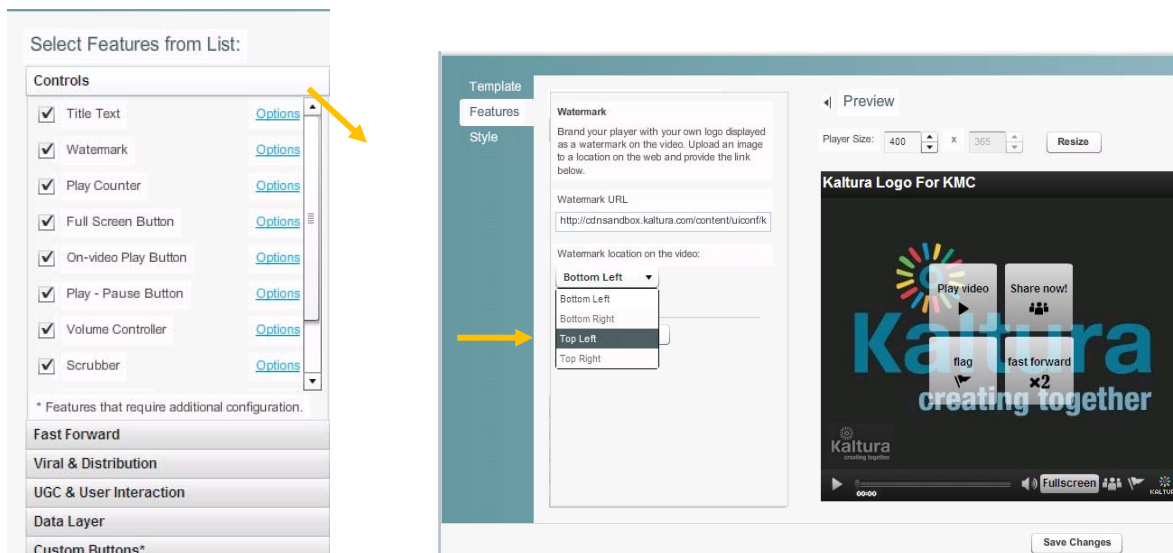 Select Features from List:
Controls
Title Text Options
Watermark Options
Play Counter Options
Full Screen Button Options
On-video Play Button Options
Play - Pause Button Options
Volume Controller Options
Scrubber Options
* Features that require additional configuration.
Fast Forward
Viral & Distribution
UGC & User Interaction
Data Layer
Custom Buttons*
Template
Features
Style
Watermark
Brand your player with your own logo displayed
as a watermark on the video. Upload an image
to a location on the web and provide the link
below.
Watermark URL
http://cdnsandbox.kaltura.com/content/uiconf/k
Watermark location on the video:
Bottom Left
Bottom Left
Bottom Right
Top Left
Top Right
Preview
Player Size: 400 x 365 Resize
Kaltura Logo For KMC
Play video Share now!
Kaltura
flag fast forward
x2
creating together
Kaltura
creating together
00:00
Fullscreen
KALTUR
Save Changes